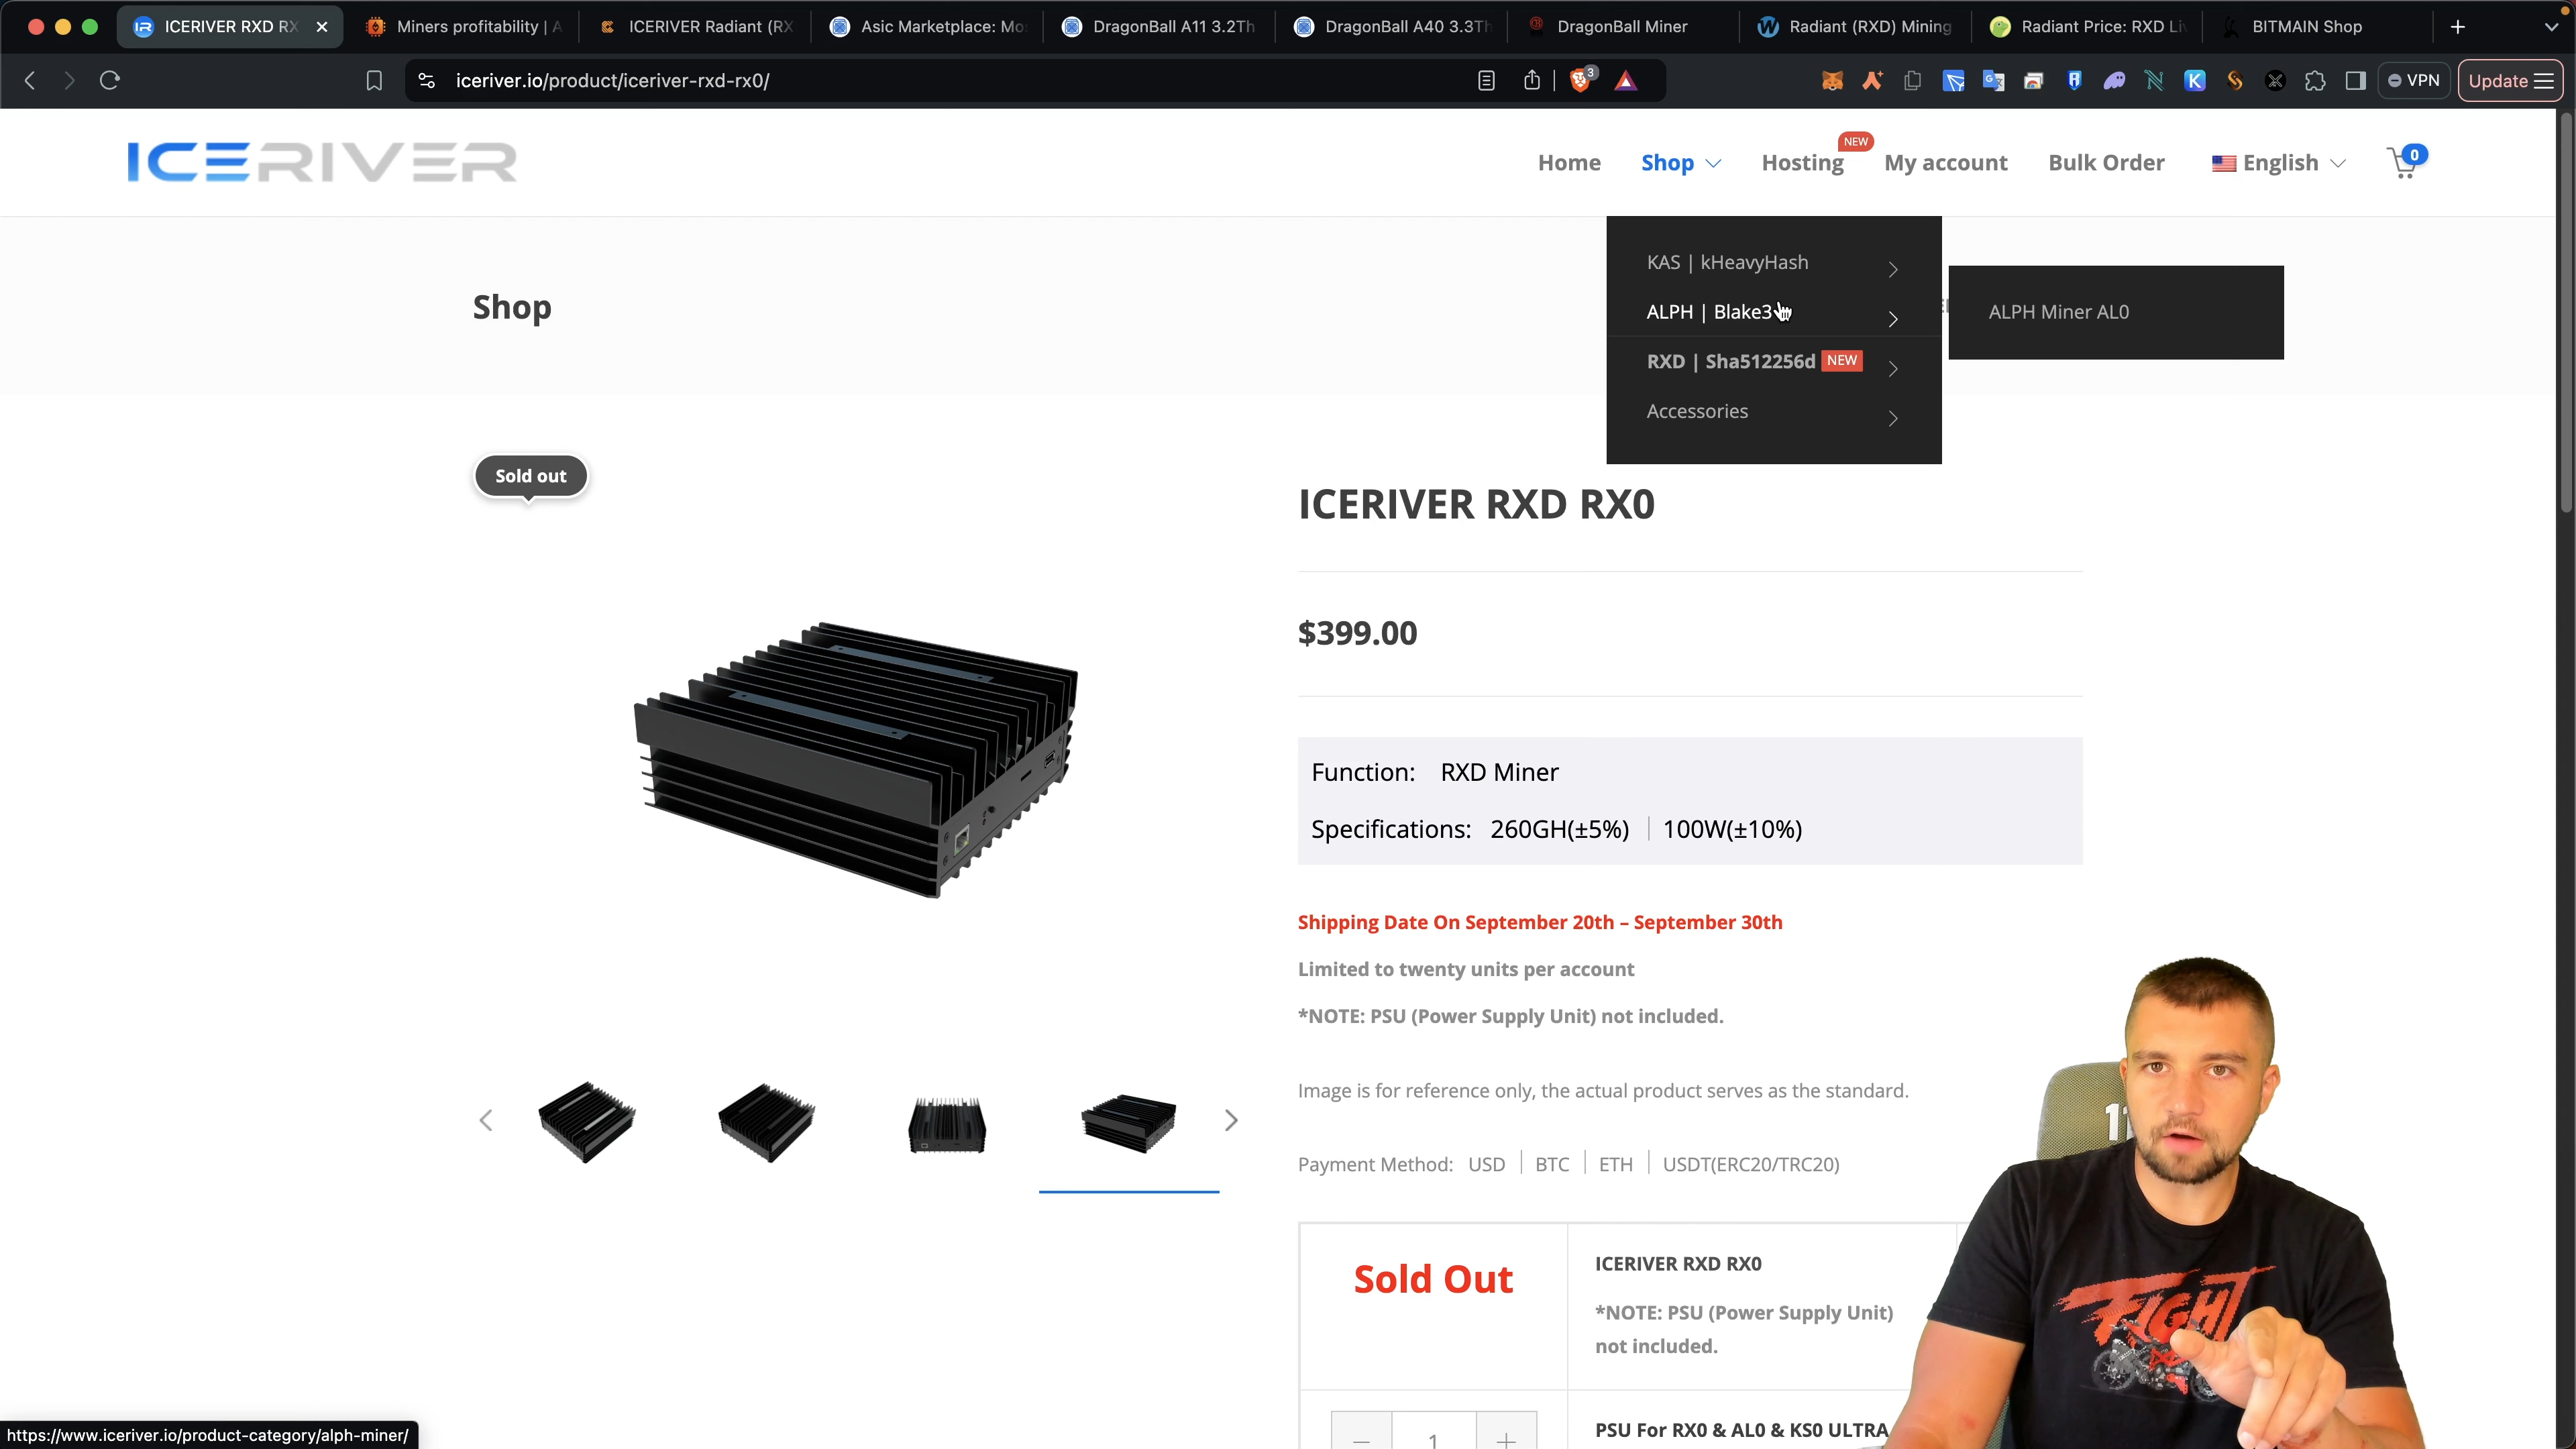 ICERIVER RXD RX
Miners profitability | A
ICERIVER Radiant (RX
Asic Marketplace: Mo
DragonBall A11 3.2Th
DragonBall A40 3.3Th
DragonBall Miner
Radiant (RXD) Mining
Radiant Price: RXD Li
BITMAIN Shop
iceriver.io/product/iceriver-rxd-rx0/
3
VPN
Update
ICERIVER
Home
Shop
Hosting
NEW
My account
Bulk Order
English
0
Shop
KAS | kHeavyHash
ALPH | Blake3
ALPH Miner AL0
RXD | Sha512256d NEW
Accessories
Sold out
ICERIVER RXD RX0
$399.00
Function: RXD Miner
Specifications: 260GH(±5%) | 100W(±10%)
Shipping Date On September 20th – September 30th
Limited to twenty units per account
*NOTE: PSU (Power Supply Unit) not included.
Image is for reference only, the actual product serves as the standard.
Payment Method: USD | BTC | ETH | USDT(ERC20/TRC20)
Sold Out
ICERIVER RXD RX0
*NOTE: PSU (Power Supply Unit)
not included.
1
PSU For RX0 & AL0 & KS0 ULTRA
FIGHT
https://www.iceriver.io/product-category/alph-miner/